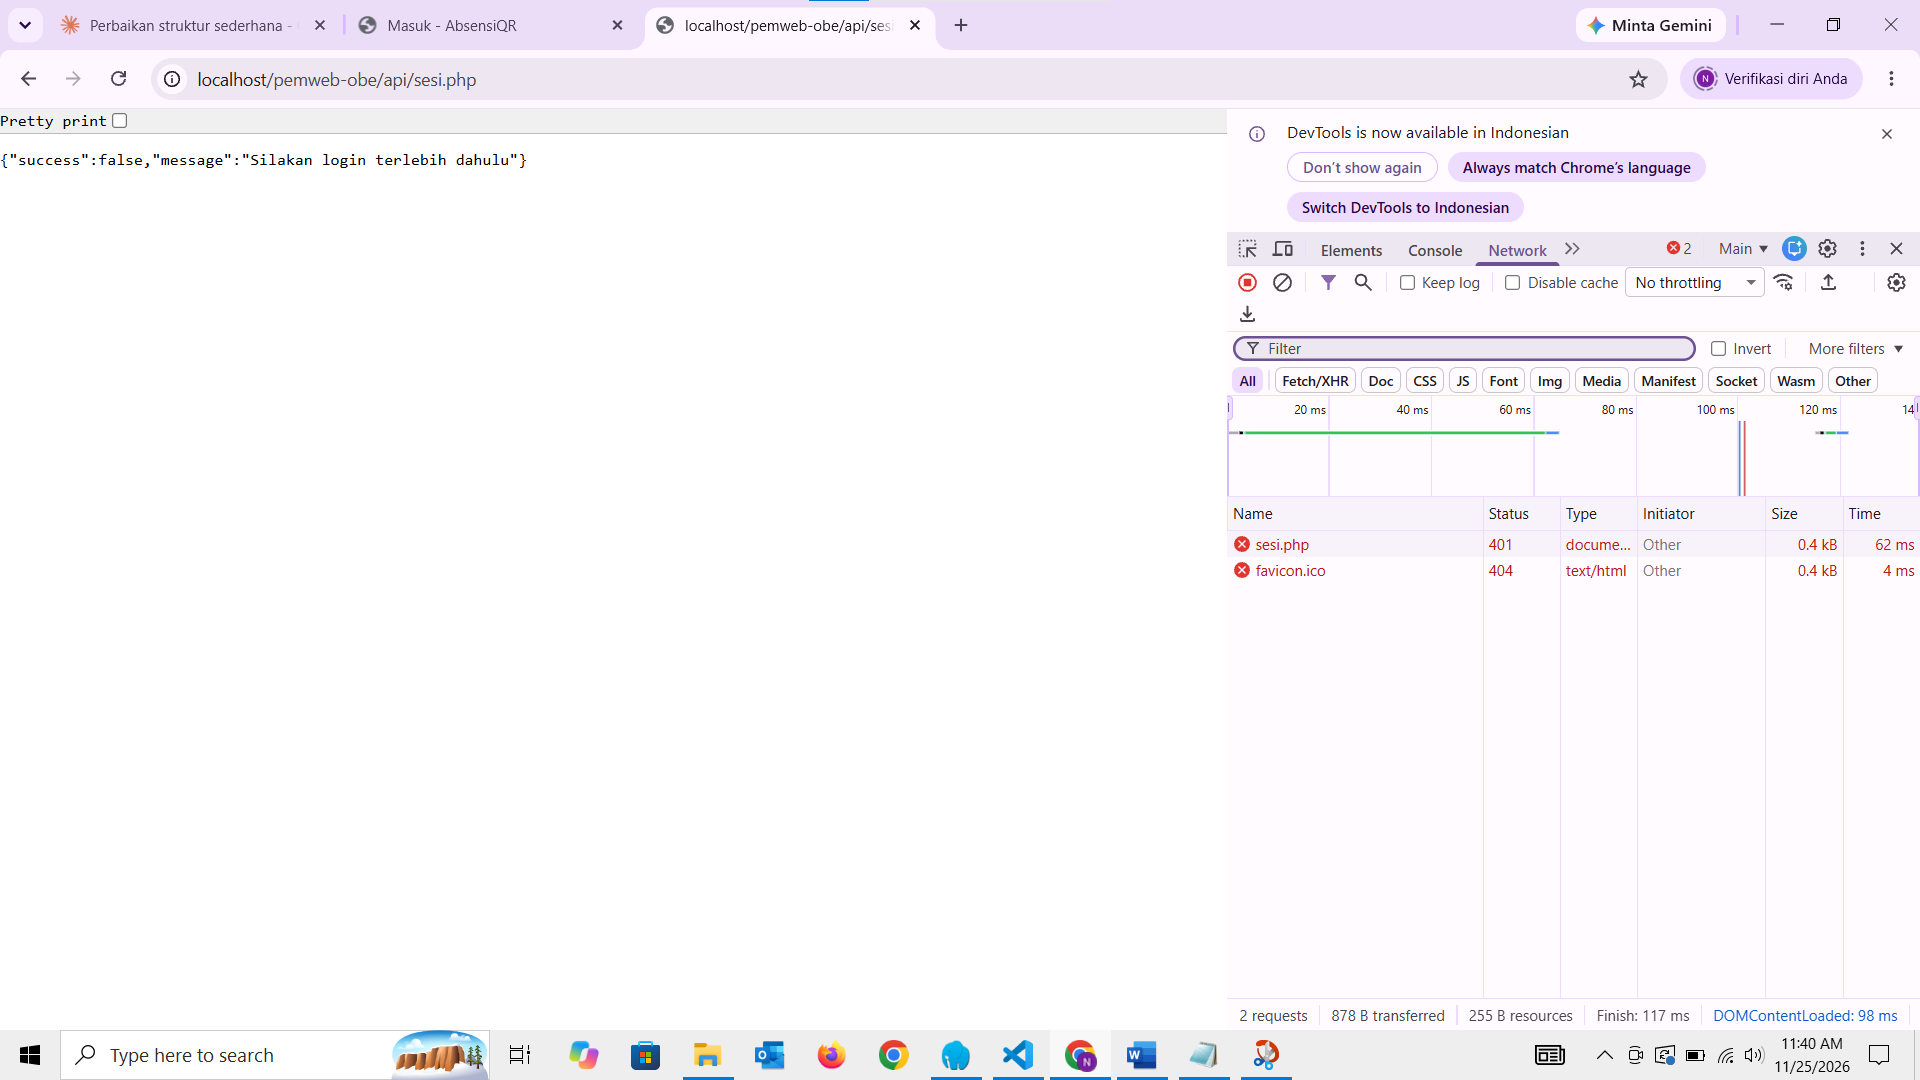 Perbaikan struktur sederhana -
Masuk - AbsensiQR
localhost/pemweb-obe/api/sesi
Minta Gemini
localhost/pemweb-obe/api/sesi.php
N
Verifikasi diri Anda
Pretty print
{"success":false,"message":"Silakan login terlebih dahulu"}
DevTools is now available in Indonesian
Don't show again
Always match Chrome's language
Switch DevTools to Indonesian
Elements
Console
Network
2
Main
Keep log
Disable cache
No throttling
Filter
Invert
More filters
All
Fetch/XHR
Doc
CSS
JS
Font
Img
Media
Manifest
Socket
Wasm
Other
20 ms
40 ms
60 ms
80 ms
100 ms
120 ms
14
Name
Status
Type
Initiator
Size
Time
sesi.php
401
docume...
Other
0.4 kB
62 ms
favicon.ico
404
text/html
Other
0.4 kB
4 ms
2 requests
878 B transferred
255 B resources
Finish: 117 ms
DOMContentLoaded: 98 ms
Type here to search
N
11:40 AM
11/25/2026